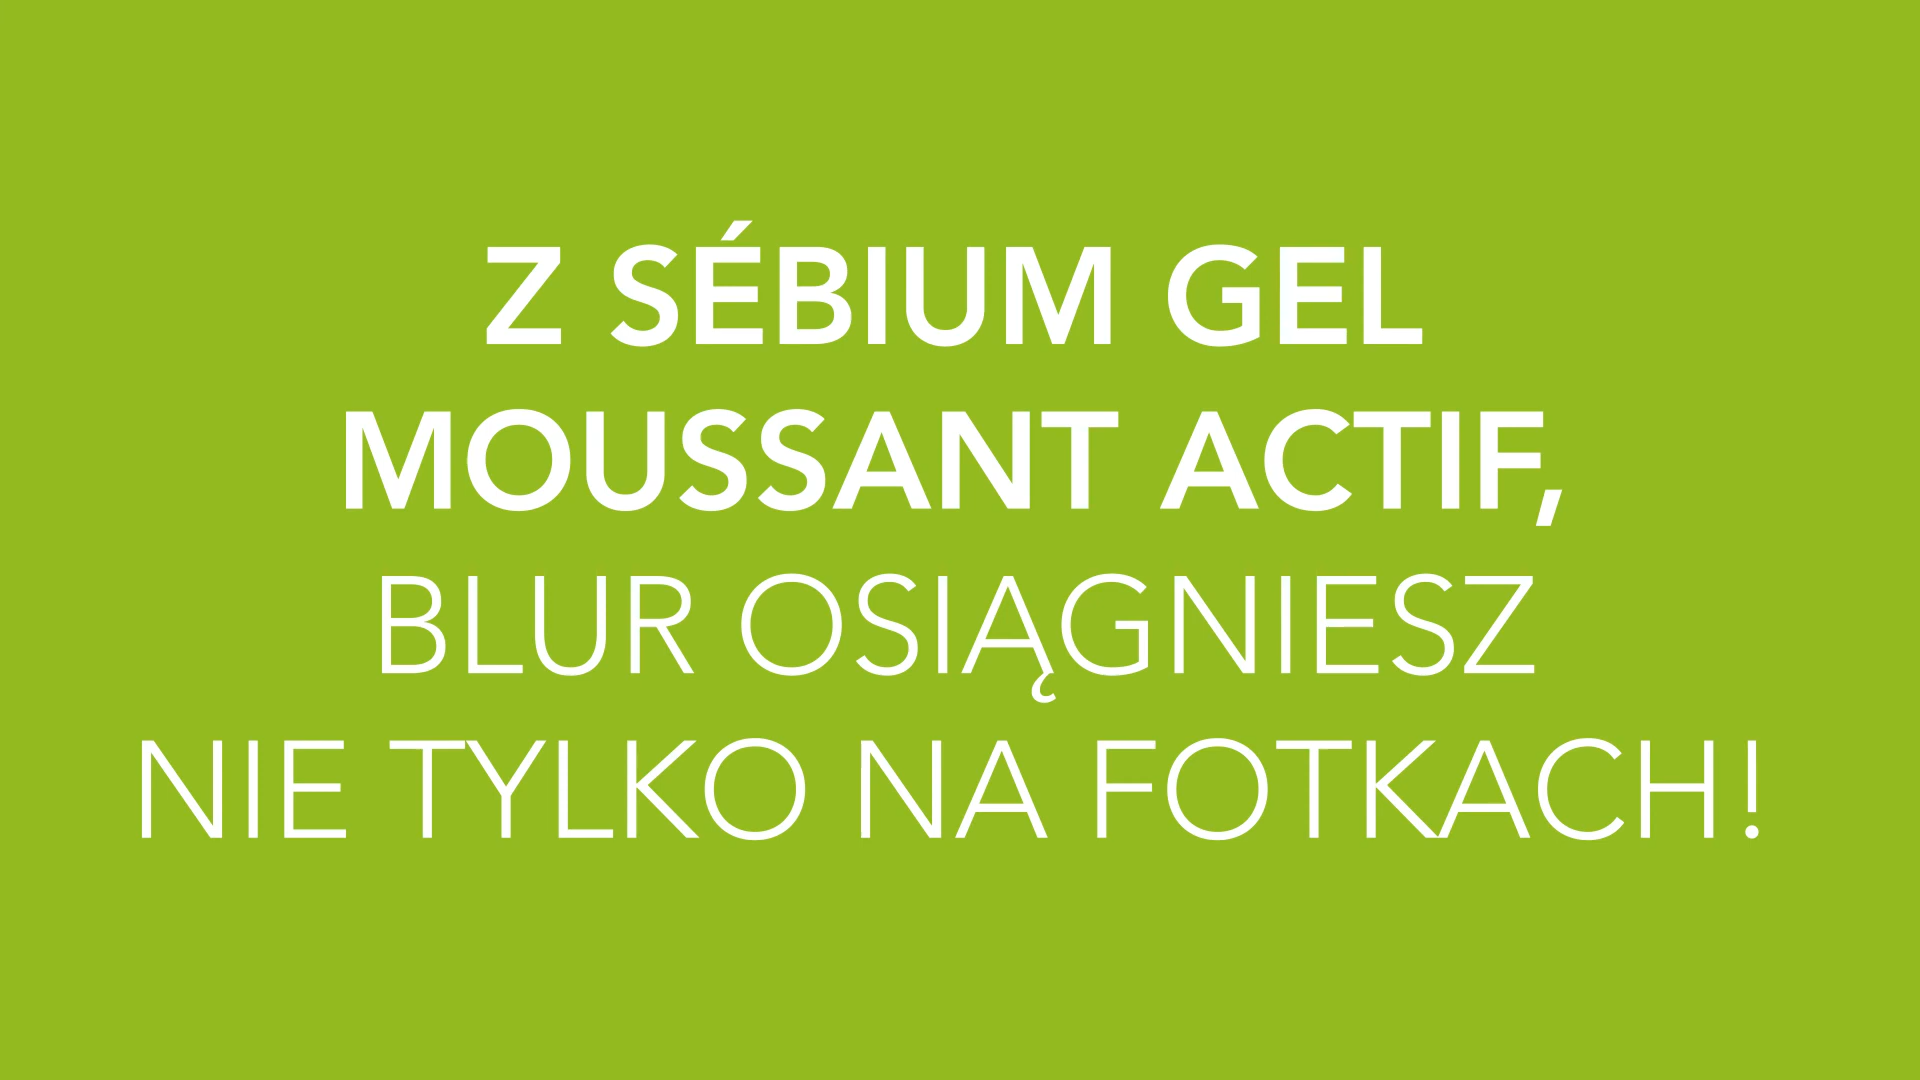 Z SÉBIUM GEL
MOUSSANT ACTIF,
BLUR OSIĄGNIESZ
NIE TYLKO NA FOTKACH!